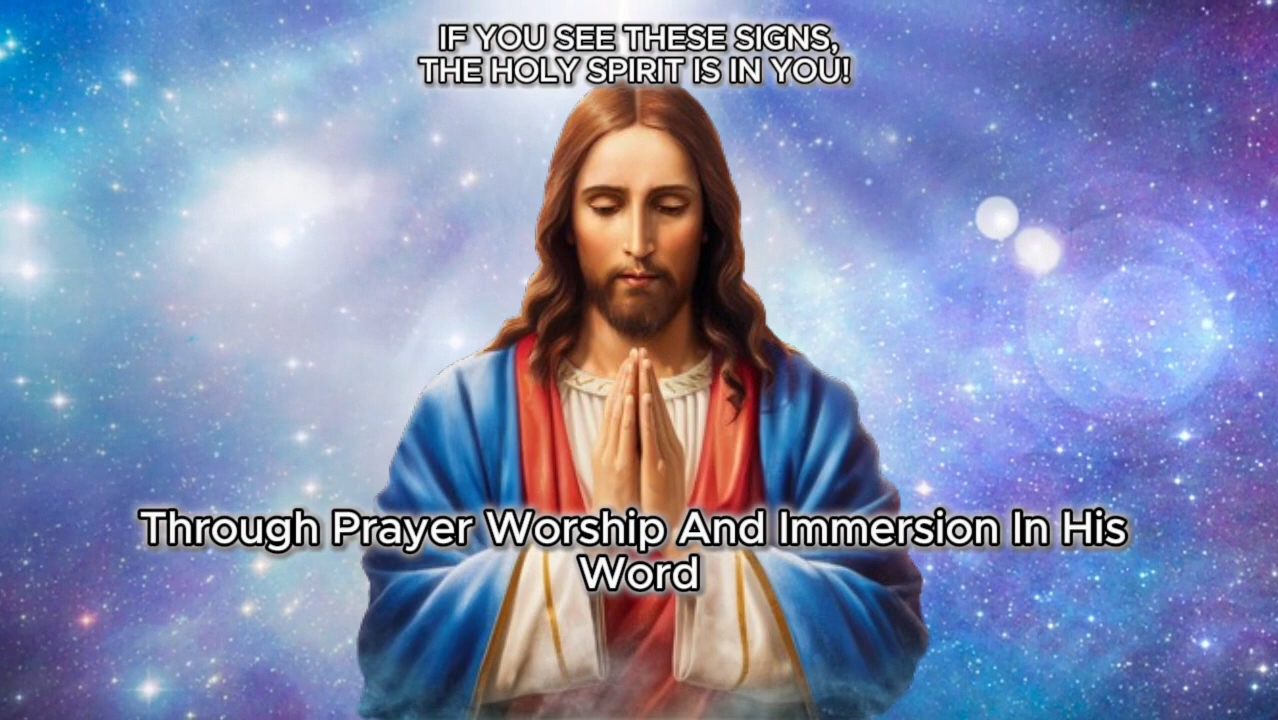 IF YOU SEE THESE SIGNS,
THE HOLY SPIRIT IS IN YOU!
Through Prayer Worship And Immersion In His
Word